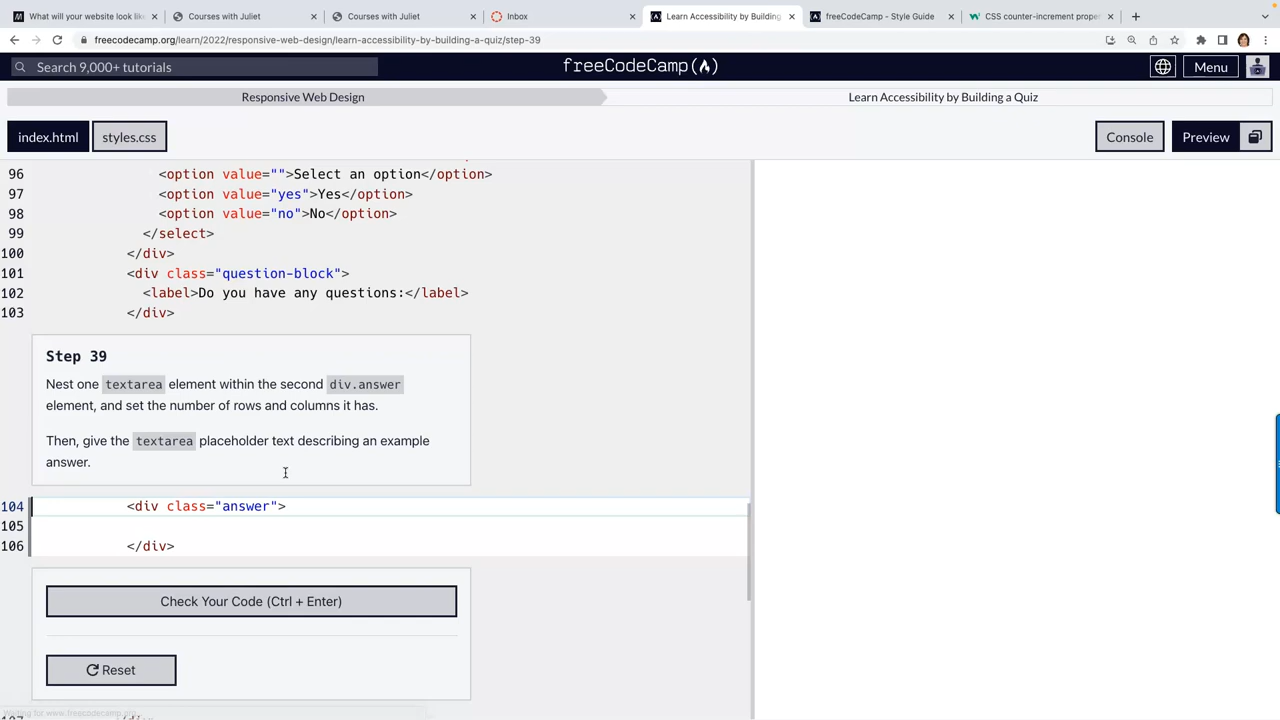 What will your website look lik
Courses with Juliet
Courses with Juliet
Inbox
Learn Accessibility by Building
freeCodeCamp - Style Guide
CSS counter-increment prope
freecodecamp.org/learn/2022/responsive-web-design/learn-accessibility-by-building-a-quiz/step-39
Search 9,000+ tutorials
freeCodeCamp
Menu
Responsive Web Design
Learn Accessibility by Building a Quiz
index.html
styles.css
Console
Preview
96 <option value="">Select an option</option>
97 <option value="yes">Yes</option>
98 <option value="no">No</option>
99 </select>
100 </div>
101 <div class="question-block">
102 <label>Do you have any questions:</label>
103 </div>
Step 39
Nest one textarea element within the second div.answer
element, and set the number of rows and columns it has.
Then, give the textarea placeholder text describing an example
answer.
104 <div class="answer">
105
106 </div>
Check Your Code (Ctrl + Enter)
Reset
Waiting for www.freecodecamp.org